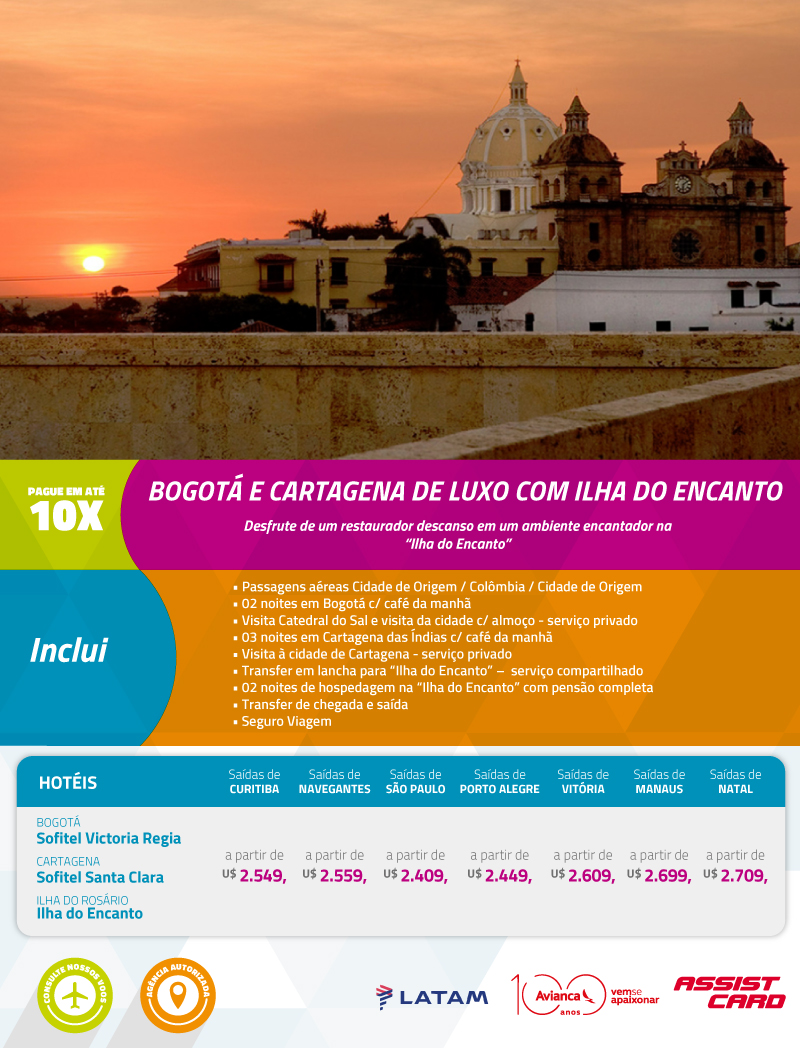 PAGUE EM ATÉ
10X
BOGOTÁ E CARTAGENA DE LUXO COM ILHA DO ENCANTO
Desfrute de um restaurador descanso em um ambiente encantador na
“Ilha do Encanto”
Inclui
• Passagens aéreas Cidade de Origem / Colômbia / Cidade de Origem
• 02 noites em Bogotá c/ café da manhã
• Visita Catedral do Sal e visita da cidade c/ almoço - serviço privado
• 03 noites em Cartagena das Índias c/ café da manhã
• Visita à cidade de Cartagena - serviço privado
• Transfer em lancha para “Ilha do Encanto” – serviço compartilhado
• 02 noites de hospedagem na “Ilha do Encanto” com pensão completa
• Transfer de chegada e saída
• Seguro Viagem
HOTÉIS
Saídas de CURITIBA
Saídas de NAVEGANTES
Saídas de SÃO PAULO
Saídas de PORTO ALEGRE
Saídas de VITÓRIA
Saídas de MANAUS
Saídas de NATAL
BOGOTÁ
Sofitel Victoria Regia
CARTAGENA
Sofitel Santa Clara
ILHA DO ROSÁRIO
Ilha do Encanto
a partir de U$ 2.549,
a partir de U$ 2.559,
a partir de U$ 2.409,
a partir de U$ 2.449,
a partir de U$ 2.609,
a partir de U$ 2.699,
a partir de U$ 2.709,
CONSULTE NOSSOS VOOS
AGÊNCIA AUTORIZADA
LATAM
100
Avianca
anos
vemse
apaixonar
ASSIST
CARD